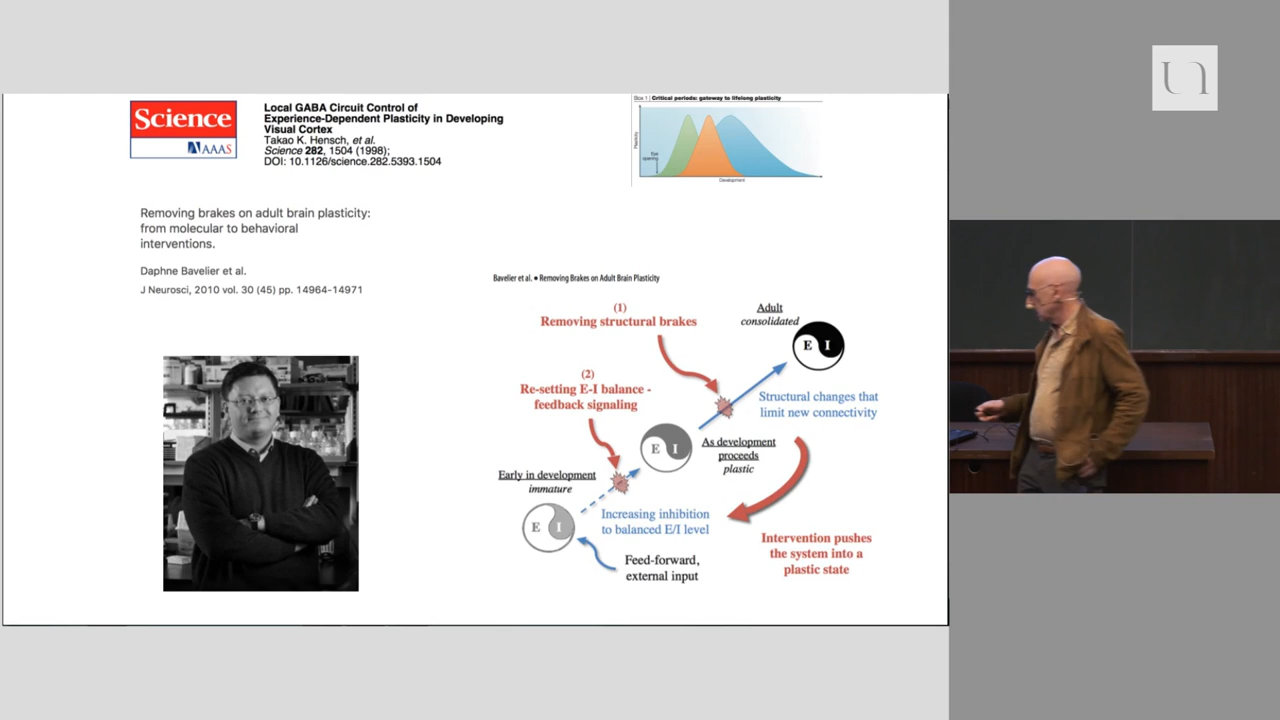 Science
AAAS
Local GABA Circuit Control of
Experience-Dependent Plasticity in Developing
Visual Cortex
Takao K. Hensch, et al.
Science 282, 1504 (1998);
DOI: 10.1126/science.282.5393.1504
Box 1 | Critical periods: gateway to lifelong plasticity
Plasticity
Eye
opening
Development
Removing brakes on adult brain plasticity:
from molecular to behavioral
interventions.
Daphne Bavelier et al.
J Neurosci, 2010 vol. 30 (45) pp. 14964-14971
Bavelier et al. • Removing Brakes on Adult Brain Plasticity
(1)
Removing structural brakes
Adult
consolidated
E I
(2)
Re-setting E-I balance -
feedback signaling
Structural changes that
limit new connectivity
E I
As development
proceeds
plastic
Early in development
immature
E I
Increasing inhibition
to balanced E/I level
Feed-forward,
external input
Intervention pushes
the system into a
plastic state